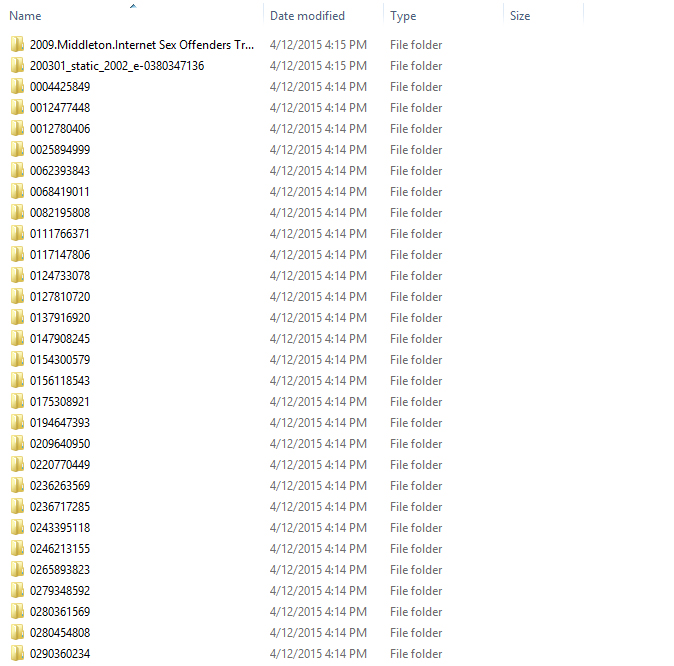 Name Date modified Type Size
2009.Middleton.Internet Sex Offenders Tr... 4/12/2015 4:15 PM File folder
200301_static_2002_e-0380347136 4/12/2015 4:15 PM File folder
0004425849 4/12/2015 4:14 PM File folder
0012477448 4/12/2015 4:14 PM File folder
0012780406 4/12/2015 4:14 PM File folder
0025894999 4/12/2015 4:14 PM File folder
0062393843 4/12/2015 4:14 PM File folder
0068419011 4/12/2015 4:14 PM File folder
0082195808 4/12/2015 4:14 PM File folder
0111766371 4/12/2015 4:14 PM File folder
0117147806 4/12/2015 4:14 PM File folder
0124733078 4/12/2015 4:14 PM File folder
0127810720 4/12/2015 4:14 PM File folder
0137916920 4/12/2015 4:14 PM File folder
0147908245 4/12/2015 4:14 PM File folder
0154300579 4/12/2015 4:14 PM File folder
0156118543 4/12/2015 4:14 PM File folder
0175308921 4/12/2015 4:14 PM File folder
0194647393 4/12/2015 4:14 PM File folder
0209640950 4/12/2015 4:14 PM File folder
0220770449 4/12/2015 4:14 PM File folder
0236263569 4/12/2015 4:14 PM File folder
0236717285 4/12/2015 4:14 PM File folder
0243395118 4/12/2015 4:14 PM File folder
0246213155 4/12/2015 4:14 PM File folder
0265893823 4/12/2015 4:14 PM File folder
0279348592 4/12/2015 4:14 PM File folder
0280361569 4/12/2015 4:14 PM File folder
0280454808 4/12/2015 4:14 PM File folder
0290360234 4/12/2015 4:14 PM File folder